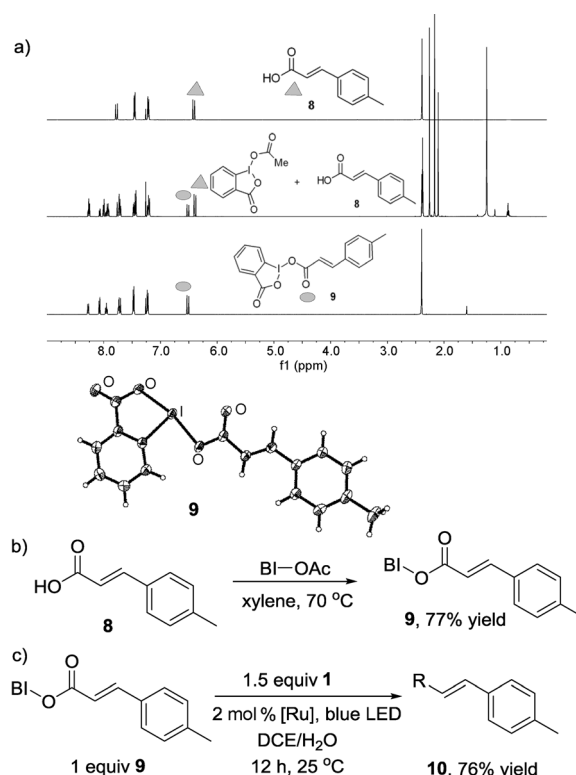 a)
O
HO
8
O
O
Me
I
O
O
+
O
HO
8
O
I
O
O
O
9
8.0 7.0 6.0 5.0 4.0 3.0 2.0 1.0
f1 (ppm)
O O
I O
O
9
b)
O
HO
8
BI—OAc
xylene, 70 °C
BI O O
9, 77% yield
c)
O
BI O
1 equiv 9
1.5 equiv 1
2 mol % [Ru], blue LED
DCE/H₂O
12 h, 25 °C
R
10, 76% yield